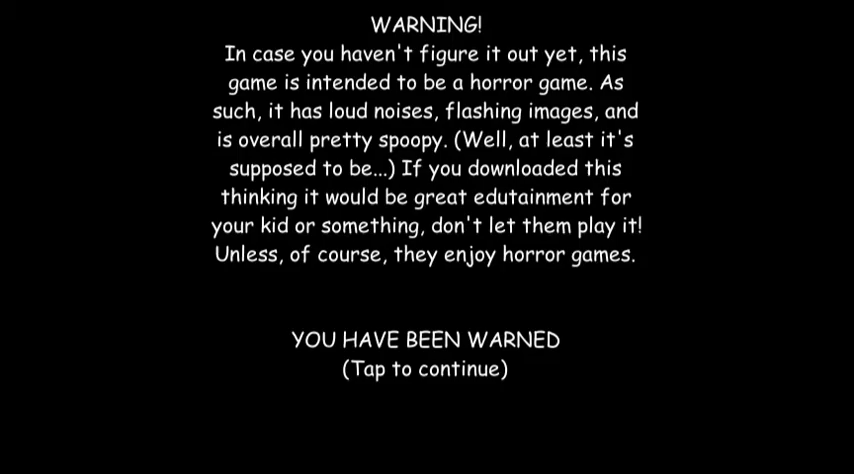 WARNING!
In case you haven't figure it out yet, this
game is intended to be a horror game. As
such, it has loud noises, flashing images, and
is overall pretty spoopy. (Well, at least it's
supposed to be...) If you downloaded this
thinking it would be great edutainment for
your kid or something, don't let them play it!
Unless, of course, they enjoy horror games.
YOU HAVE BEEN WARNED
(Tap to continue)